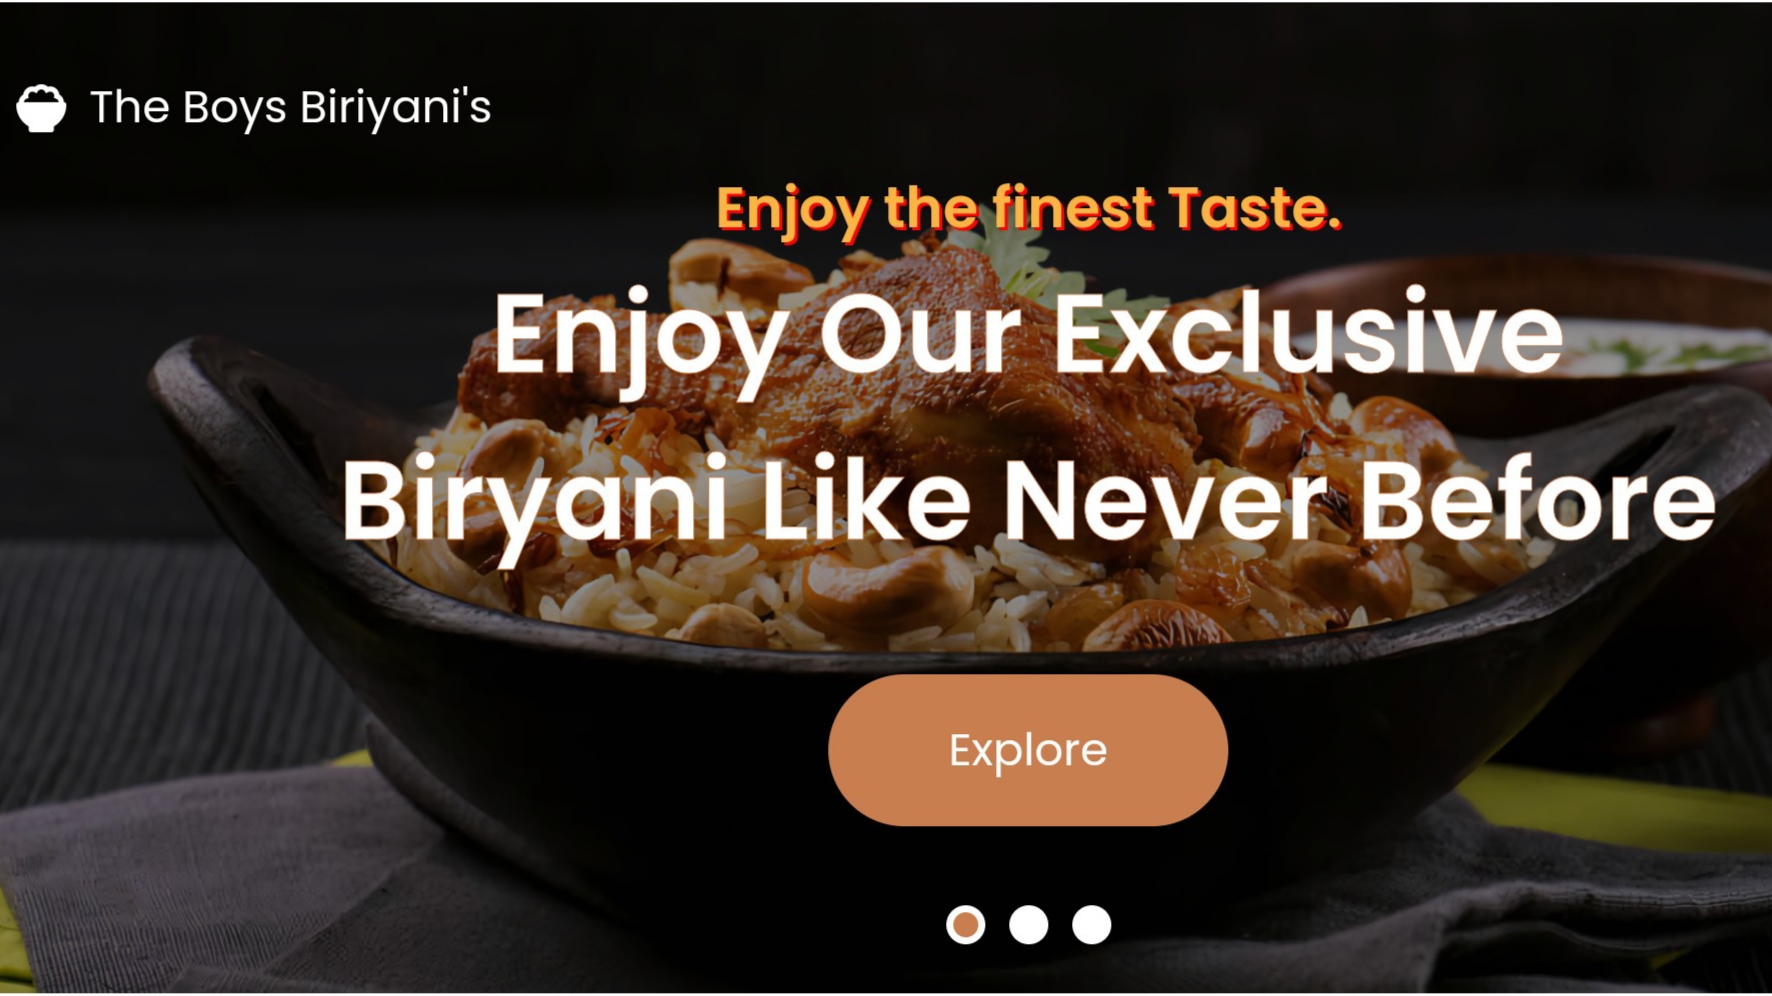 The Boys Biriyani's
Enjoy the finest Taste.
Enjoy Our Exclusive
Biryani Like Never Before
Explore